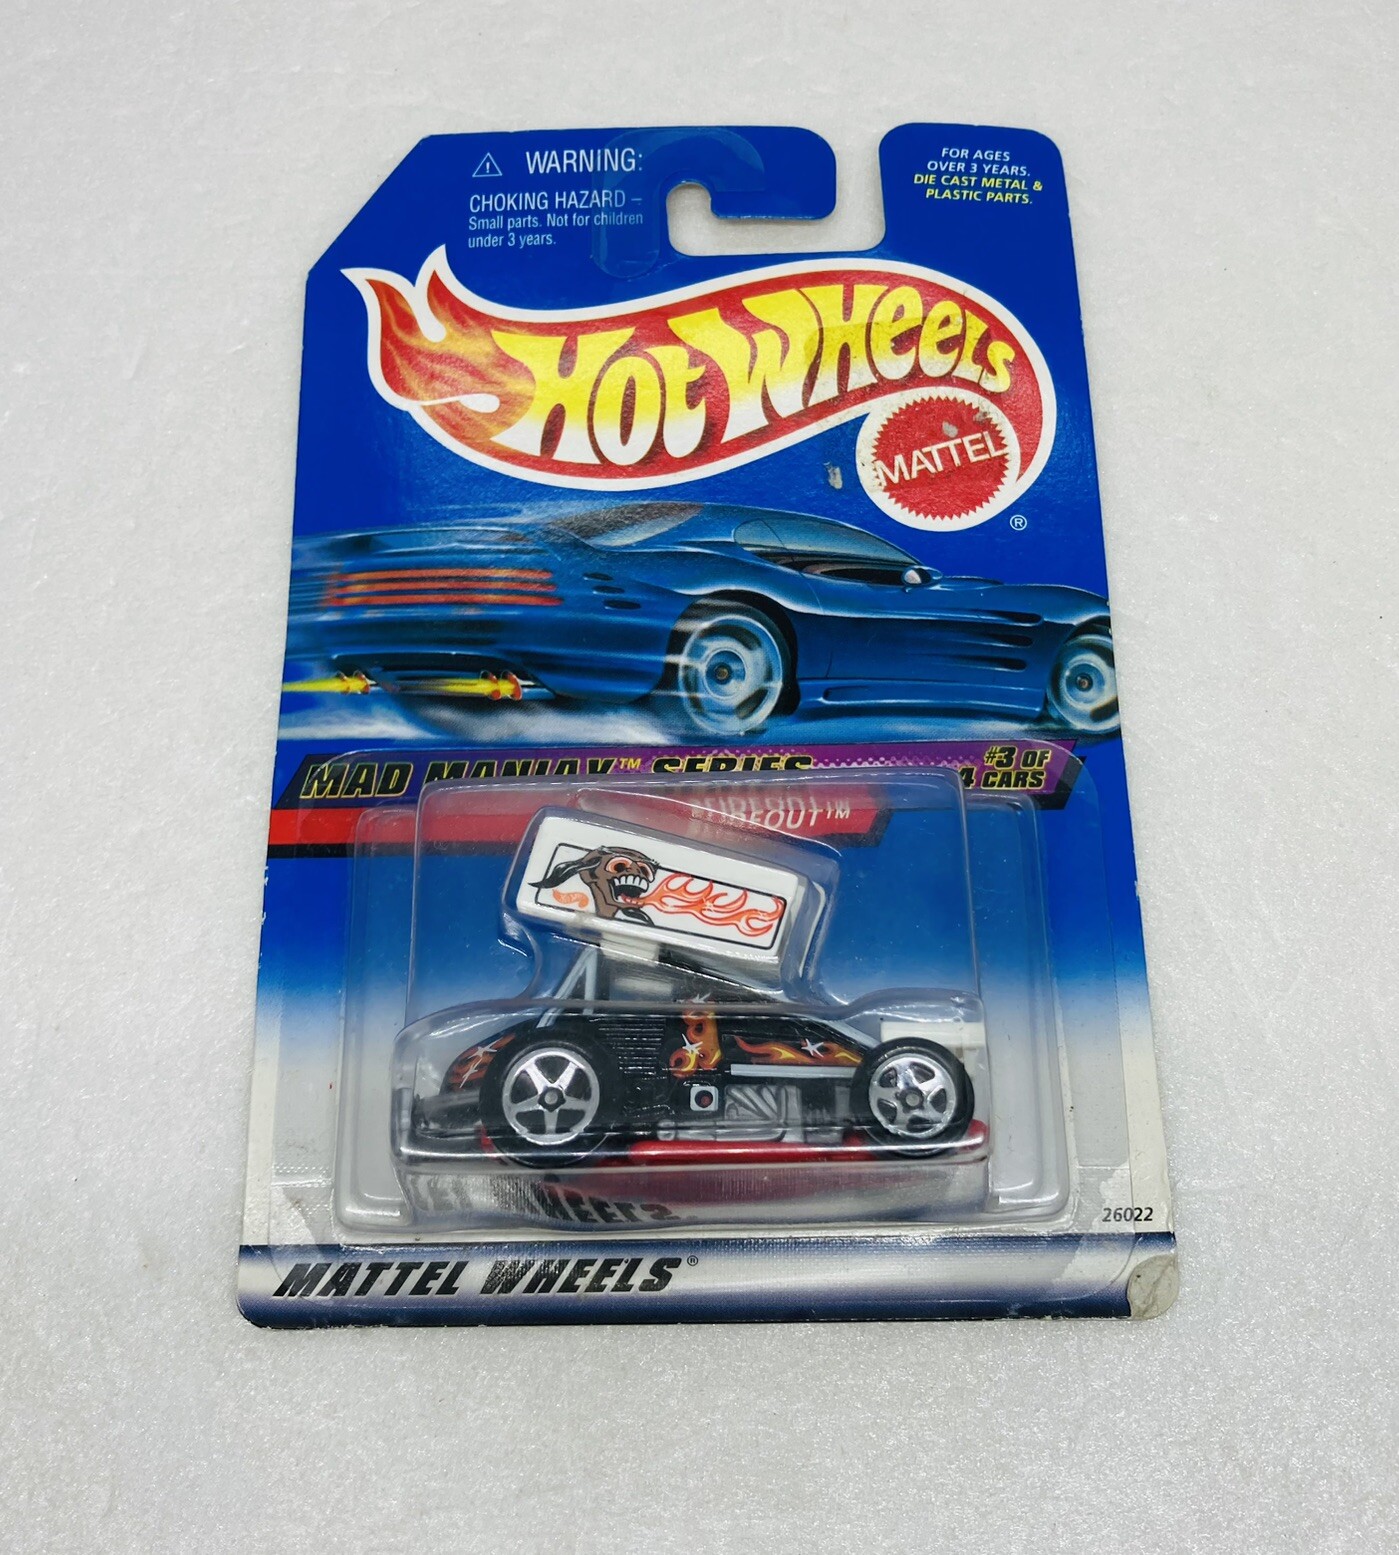 WARNING:
CHOKING HAZARD –
Small parts. Not for children
under 3 years.
FOR AGES
OVER 3 YEARS.
DIE CAST METAL &
PLASTIC PARTS.
HOT WHEELS
MATTEL
®
MAD MANIAX™ SERIES
#3 OF
4 CARS
26022
MATTEL WHEELS®